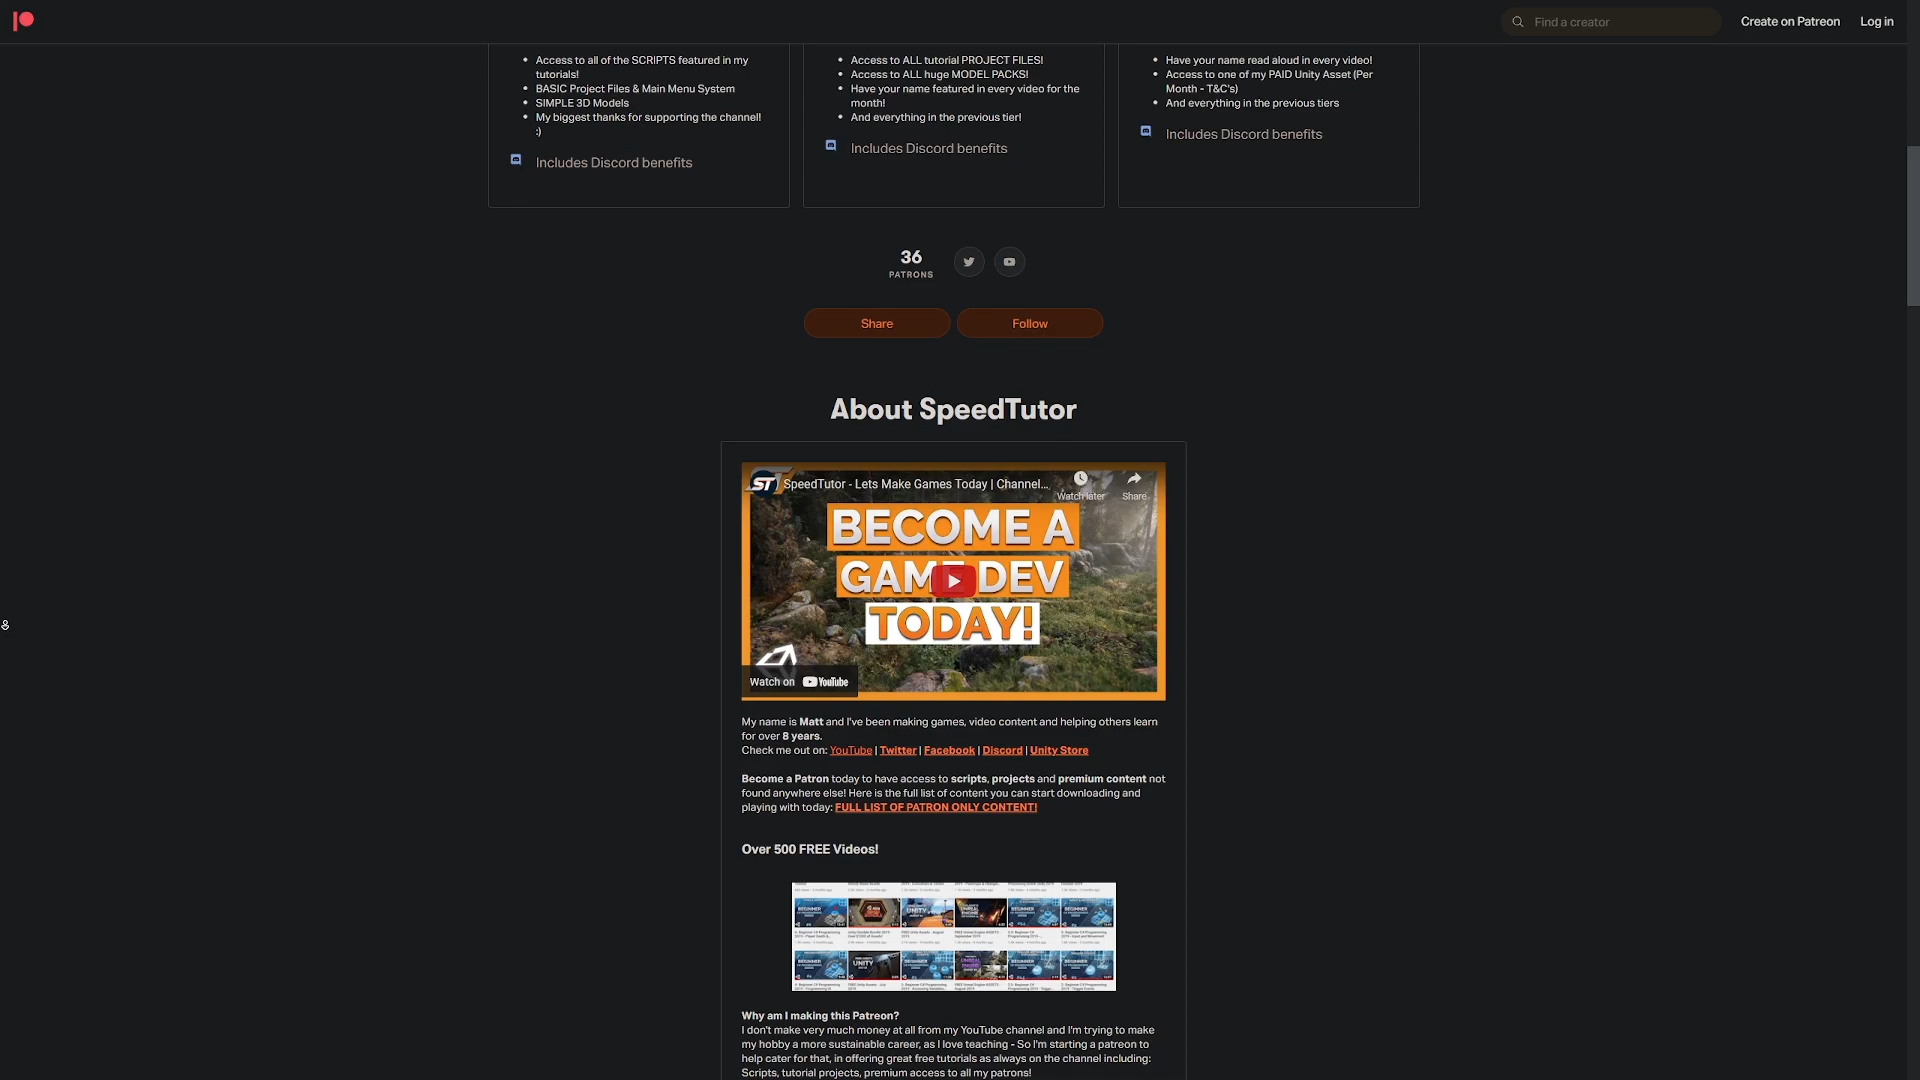 Find a creator
Create on Patreon
Log in
Access to all of the SCRIPTS featured in my
tutorials!
BASIC Project Files & Main Menu System
SIMPLE 3D Models
My biggest thanks for supporting the channel!
:)
Includes Discord benefits
Access to ALL tutorial PROJECT FILES!
Access to ALL huge MODEL PACKS!
Have your name featured in every video for the
month!
And everything in the previous tier!
Includes Discord benefits
Have your name read aloud in every video!
Access to one of my PAID Unity Asset (Per
Month - T&C's)
And everything in the previous tiers
Includes Discord benefits
36
PATRONS
Share
Follow
About SpeedTutor
ST
SpeedTutor - Lets Make Games Today | Channel...
Watch later
Share
BECOME A
GAME DEV
TODAY!
Watch on YouTube
My name is Matt and I've been making games, video content and helping others learn
for over 8 years.
Check me out on: YouTube | Twitter | Facebook | Discord | Unity Store
Become a Patron today to have access to scripts, projects and premium content not
found anywhere else! Here is the full list of content you can start downloading and
playing with today: FULL LIST OF PATRON ONLY CONTENT!
Over 500 FREE Videos!
Why am I making this Patreon?
I don't make very much money at all from my YouTube channel and I'm trying to make
my hobby a more sustainable career, as I love teaching - So I'm starting a patreon to
help cater for that, in offering great free tutorials as always on the channel including:
Scripts, tutorial projects, premium access to all my patrons!